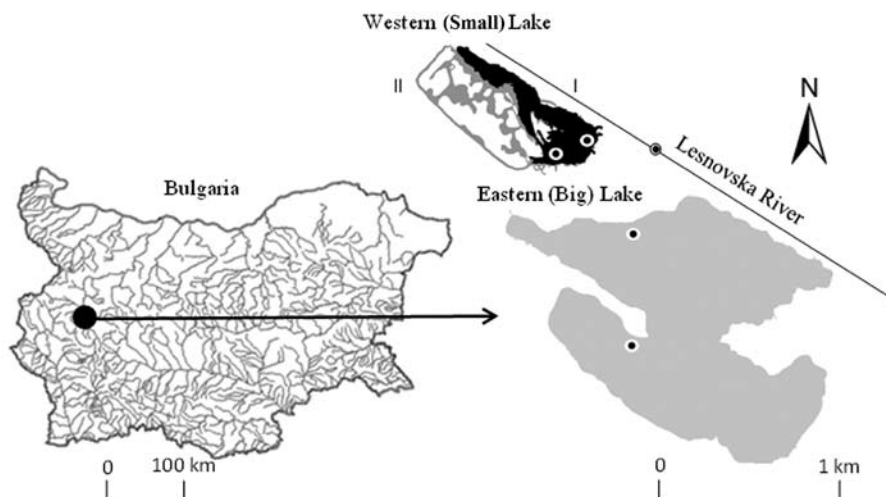 Western (Small) Lake
II
I
N
Lesnovska River
Bulgaria
Eastern (Big) Lake
0 100 km
0 1 km